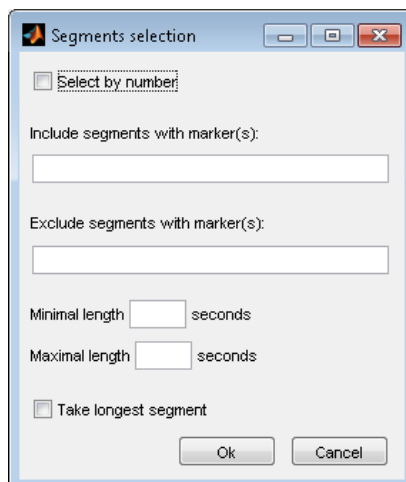 Segments selection
Select by number
Include segments with marker(s):
Exclude segments with marker(s):
Minimal length seconds
Maximal length seconds
Take longest segment
Ok Cancel